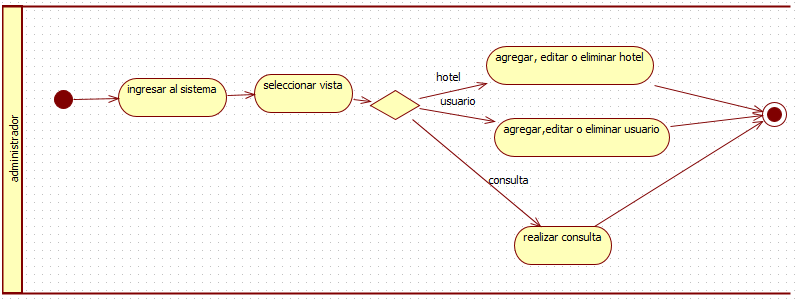 administrador
ingresar al sistema
seleccionar vista
hotel
usuario
consulta
agregar, editar o eliminar hotel
agregar,editar o eliminar usuario
realizar consulta